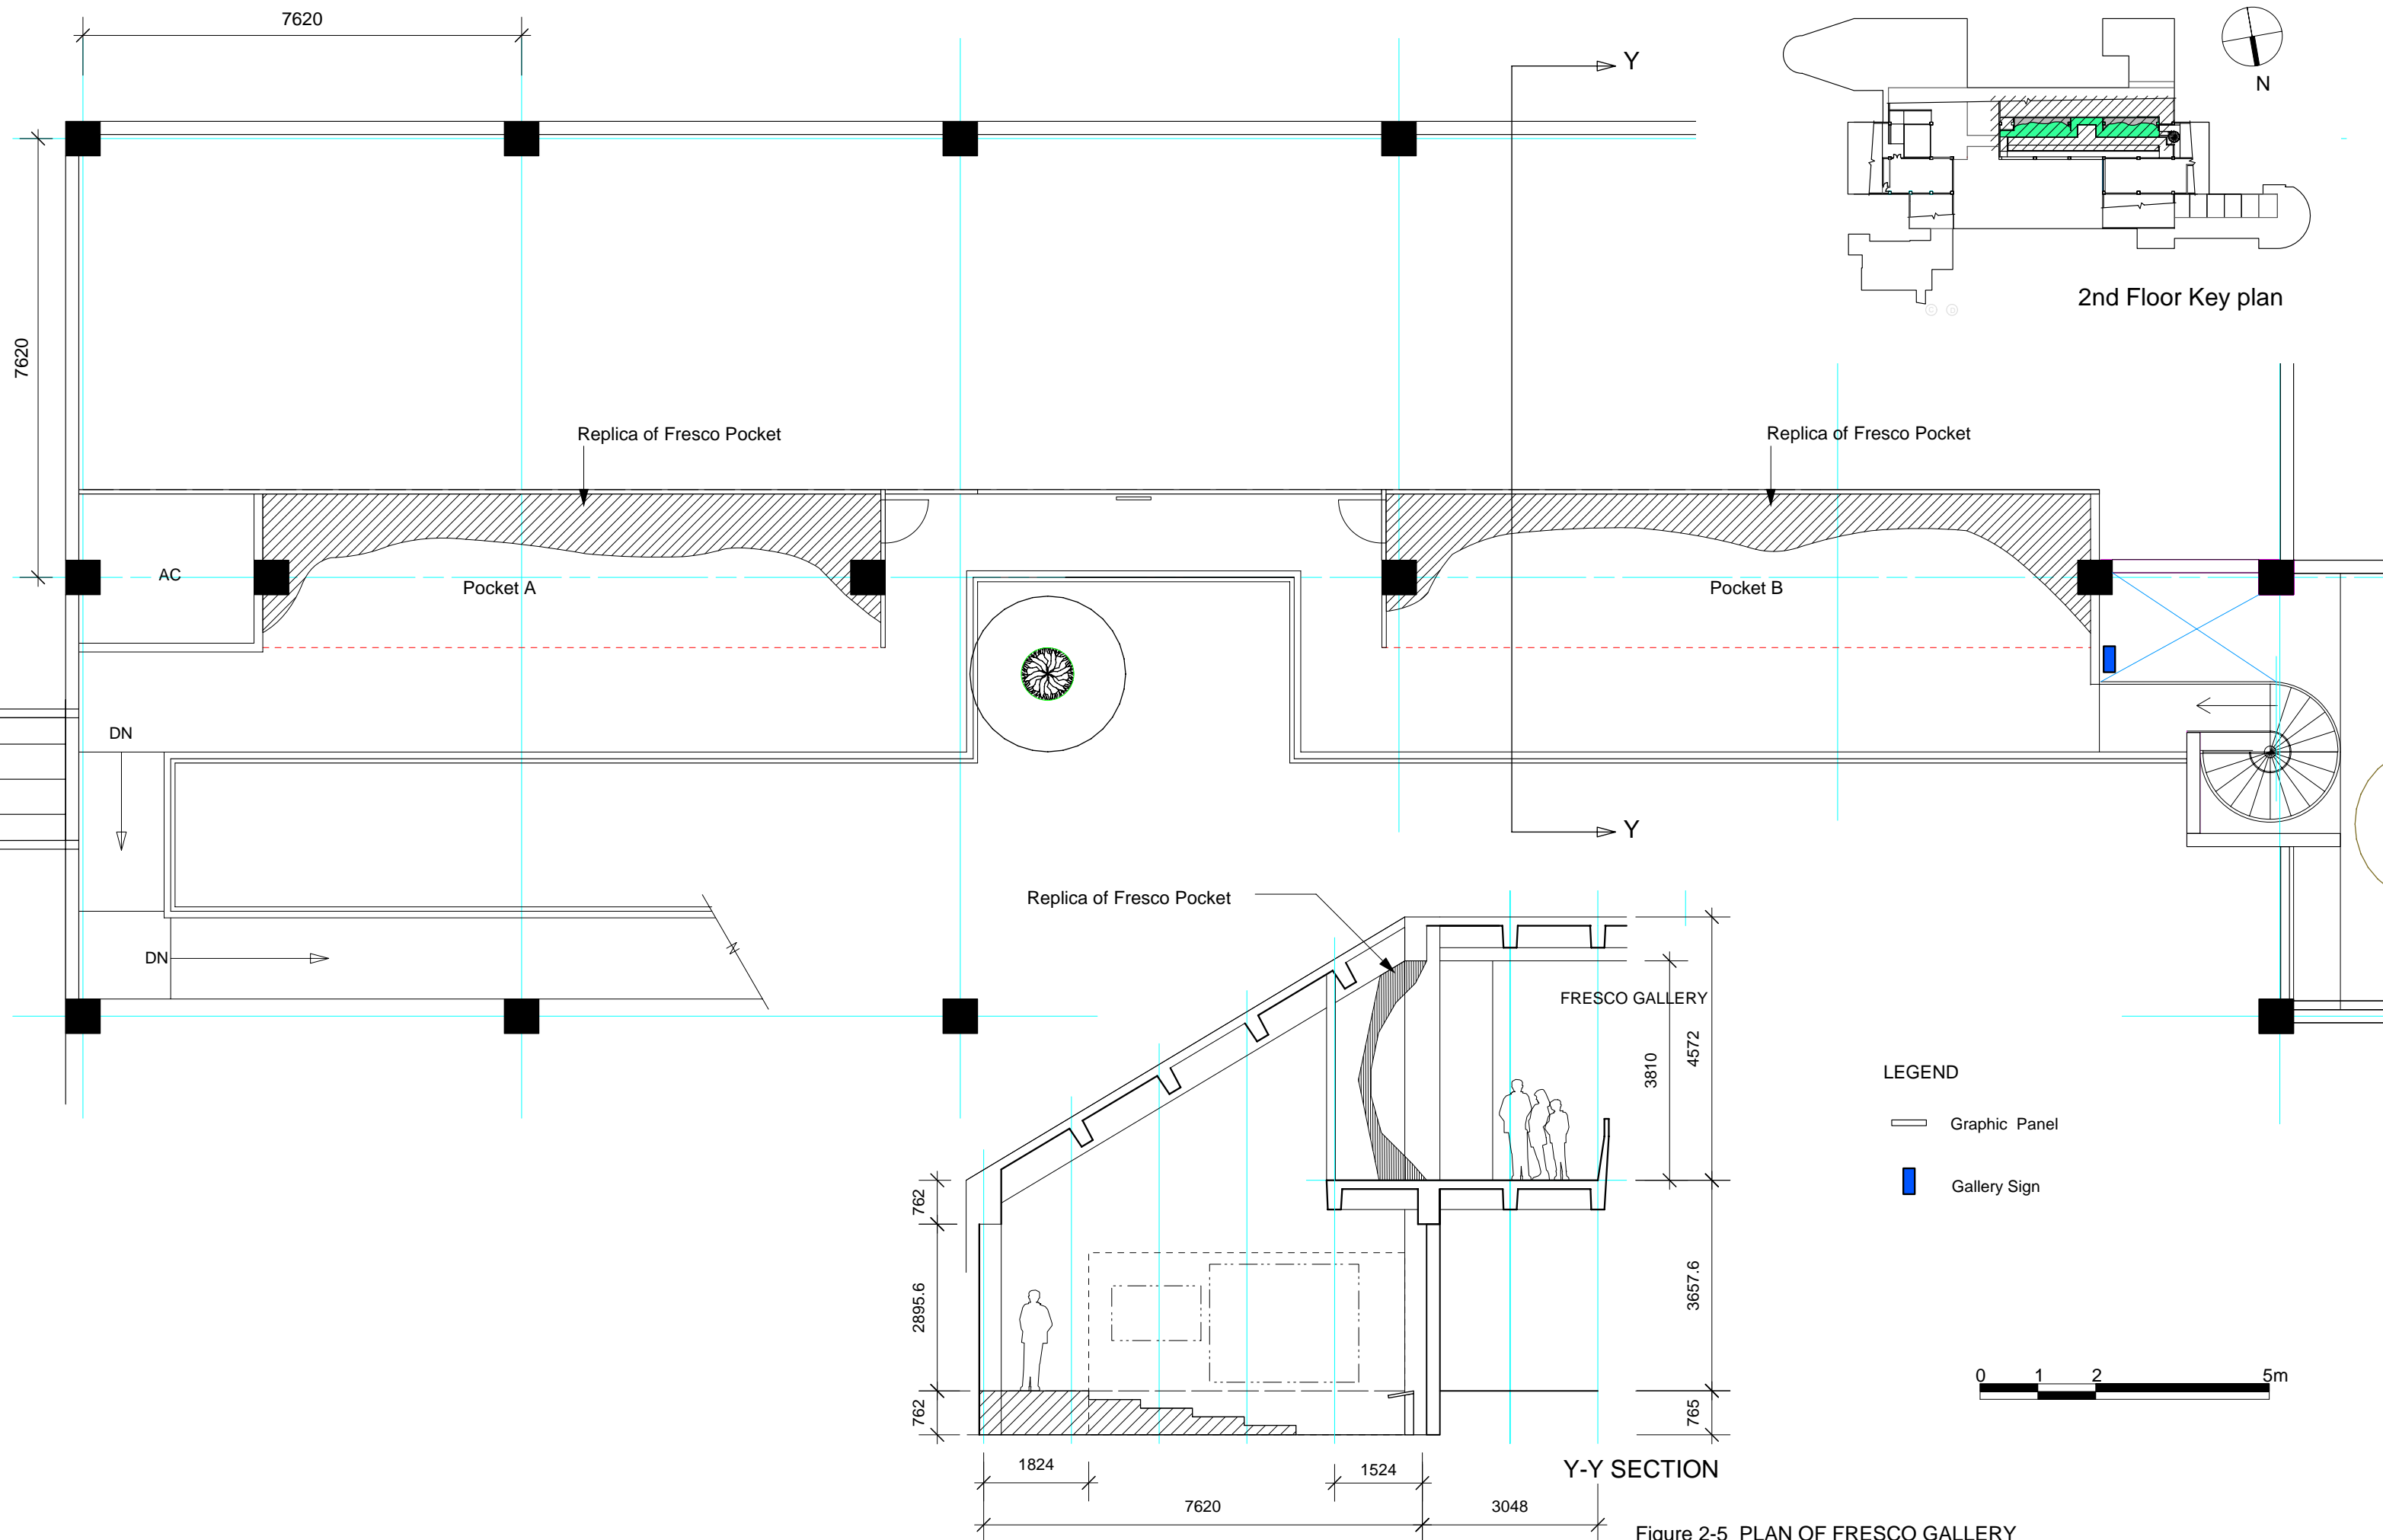 7620
Y
N
2nd Floor Key plan
7620
Replica of Fresco Pocket
Replica of Fresco Pocket
AC
Pocket A
Pocket B
DN
Y
DN
Replica of Fresco Pocket
FRESCO GALLERY
3810
4572
LEGEND
Graphic Panel
Gallery Sign
762
2895.6
762
3657.6
765
0 1 2 5m
1824
1524
Y-Y SECTION
7620
3048
Figure 2-5 PLAN OF FRESCO GALLERY